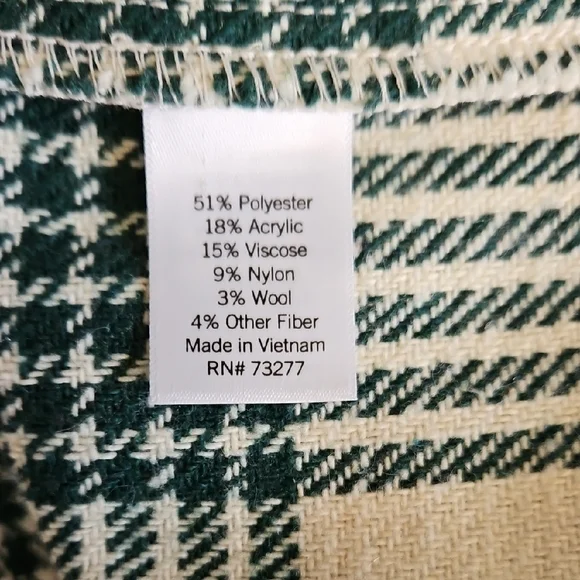 51% Polyester
18% Acrylic
15% Viscose
9% Nylon
3% Wool
4% Other Fiber
Made in Vietnam
RN# 73277